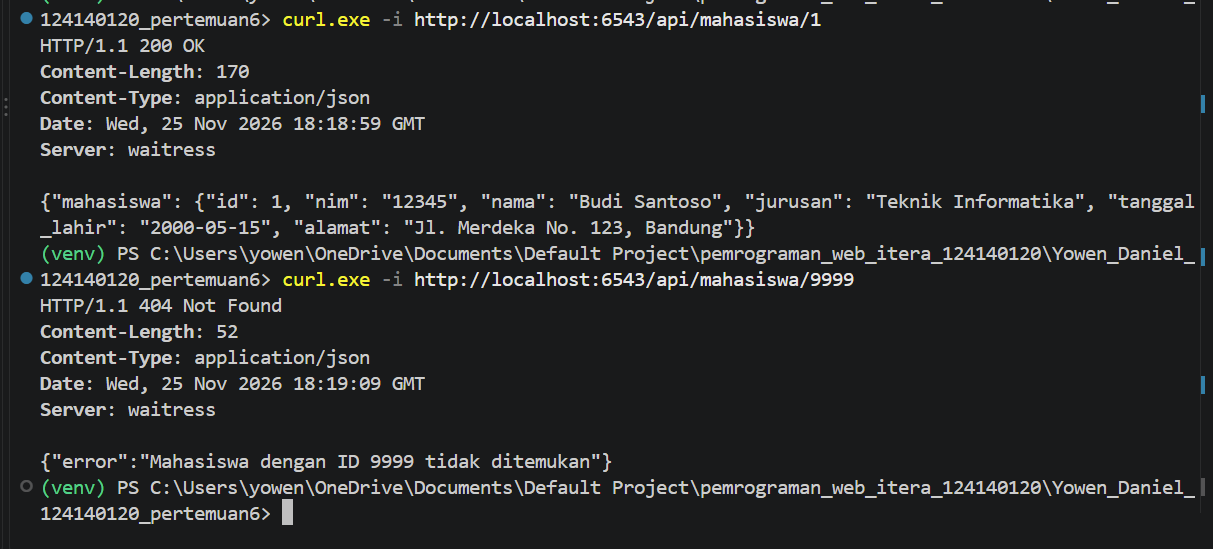 124140120_pertemuan6> curl.exe -i http://localhost:6543/api/mahasiswa/1
HTTP/1.1 200 OK
Content-Length: 170
Content-Type: application/json
Date: Wed, 25 Nov 2026 18:18:59 GMT
Server: waitress
{"mahasiswa": {"id": 1, "nim": "12345", "nama": "Budi Santoso", "jurusan": "Teknik Informatika", "tanggal
_lahir": "2000-05-15", "alamat": "Jl. Merdeka No. 123, Bandung"}}
(venv) PS C:\Users\yowen\OneDrive\Documents\Default Project\pemrograman_web_itera_124140120\Yowen_Daniel_
124140120_pertemuan6> curl.exe -i http://localhost:6543/api/mahasiswa/9999
HTTP/1.1 404 Not Found
Content-Length: 52
Content-Type: application/json
Date: Wed, 25 Nov 2026 18:19:09 GMT
Server: waitress
{"error":"Mahasiswa dengan ID 9999 tidak ditemukan"}
(venv) PS C:\Users\yowen\OneDrive\Documents\Default Project\pemrograman_web_itera_124140120\Yowen_Daniel_
124140120_pertemuan6>